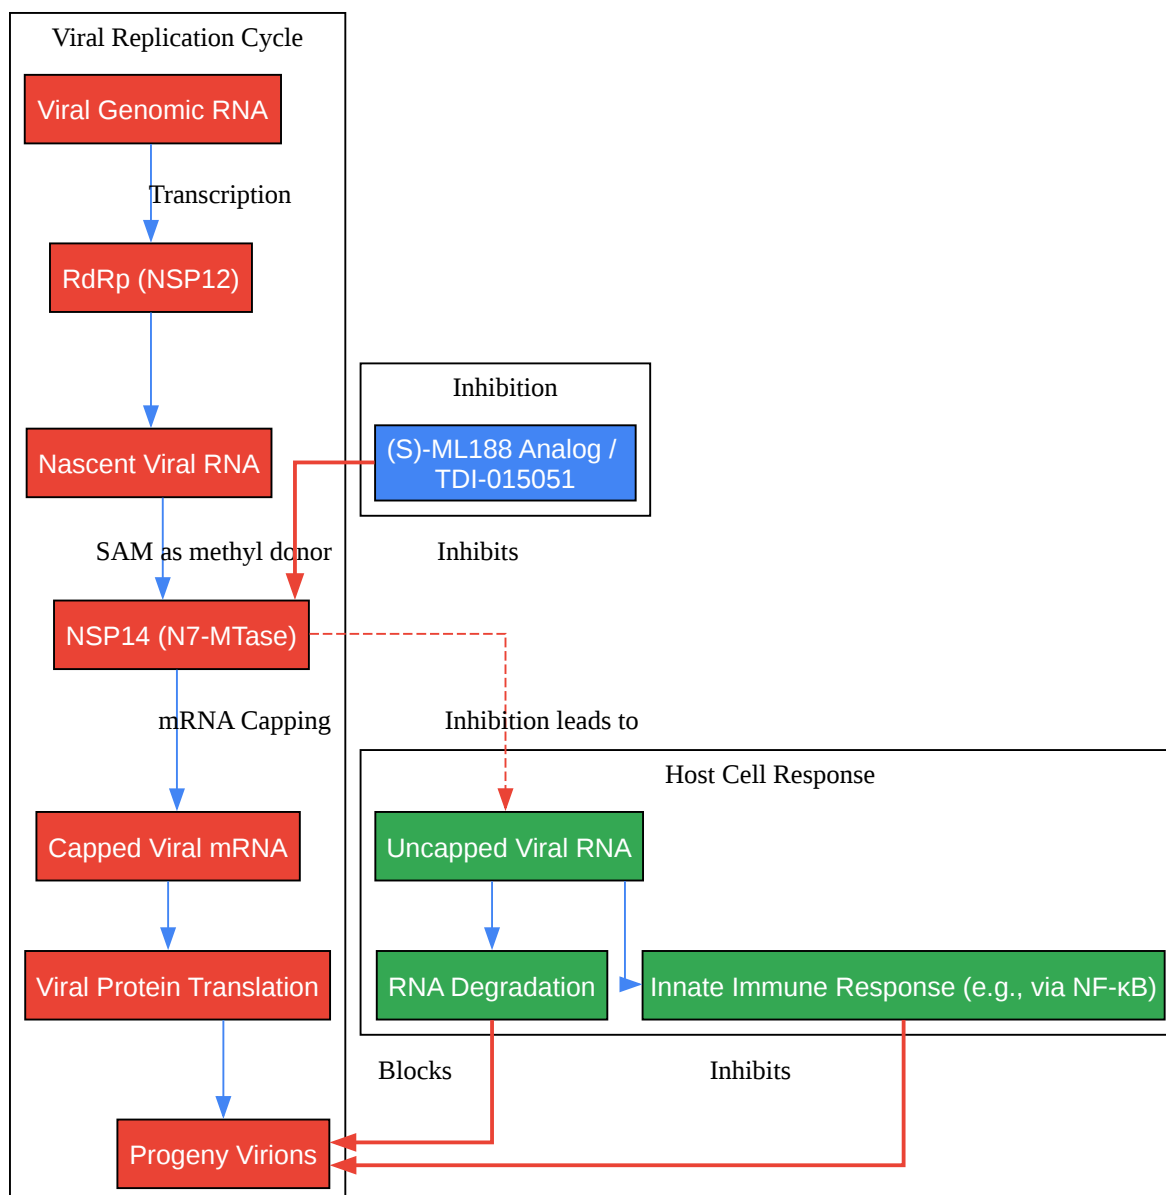 Viral Replication Cycle
Viral Genomic RNA
Transcription
RdRp (NSP12)
Nascent Viral RNA
SAM as methyl donor
NSP14 (N7-MTase)
mRNA Capping
Capped Viral mRNA
Viral Protein Translation
Progeny Virions
Inhibition
(S)-ML188 Analog /
TDI-015051
Inhibits
Inhibition leads to
Host Cell Response
Uncapped Viral RNA
RNA Degradation
Innate Immune Response (e.g., via NF-κB)
Blocks
Inhibits